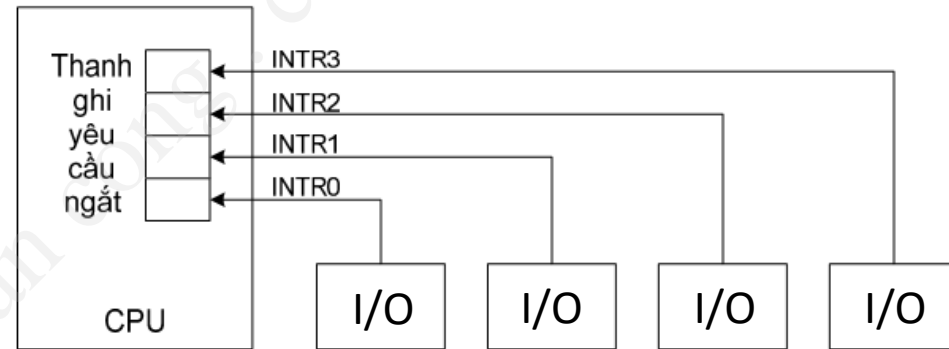 Thanh
ghi
yêu
cầu
ngắt
INTR3
INTR2
INTR1
INTR0
CPU
I/O
I/O
I/O
I/O